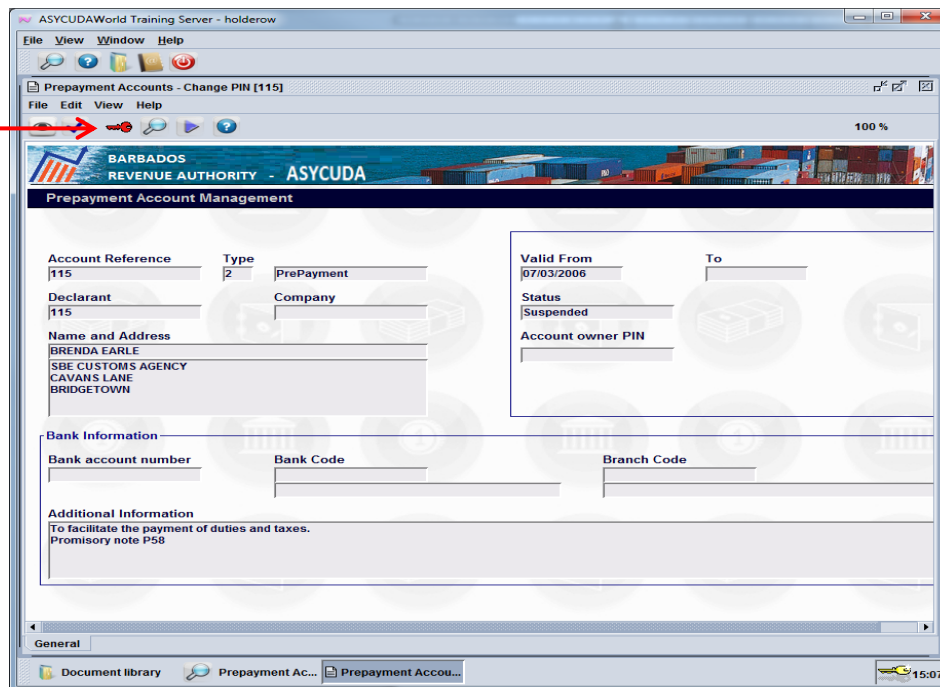 ASYCUDAWorld Training Server - holderow
File View Window Help
Prepayment Accounts - Change PIN [115]
File Edit View Help
100 %
BARBADOS
REVENUE AUTHORITY - ASYCUDA
Prepayment Account Management
Account Reference Type
115 2 PrePayment
Declarant Company
115
Name and Address
BRENDA EARLE
SBE CUSTOMS AGENCY
CAVANS LANE
BRIDGETOWN
Valid From To
07/03/2006
Status
Suspended
Account owner PIN
Bank Information
Bank account number Bank Code Branch Code
Additional Information
To facilitate the payment of duties and taxes.
Promisory note P58
General
Document library Prepayment Ac... Prepayment Accou... 15:07